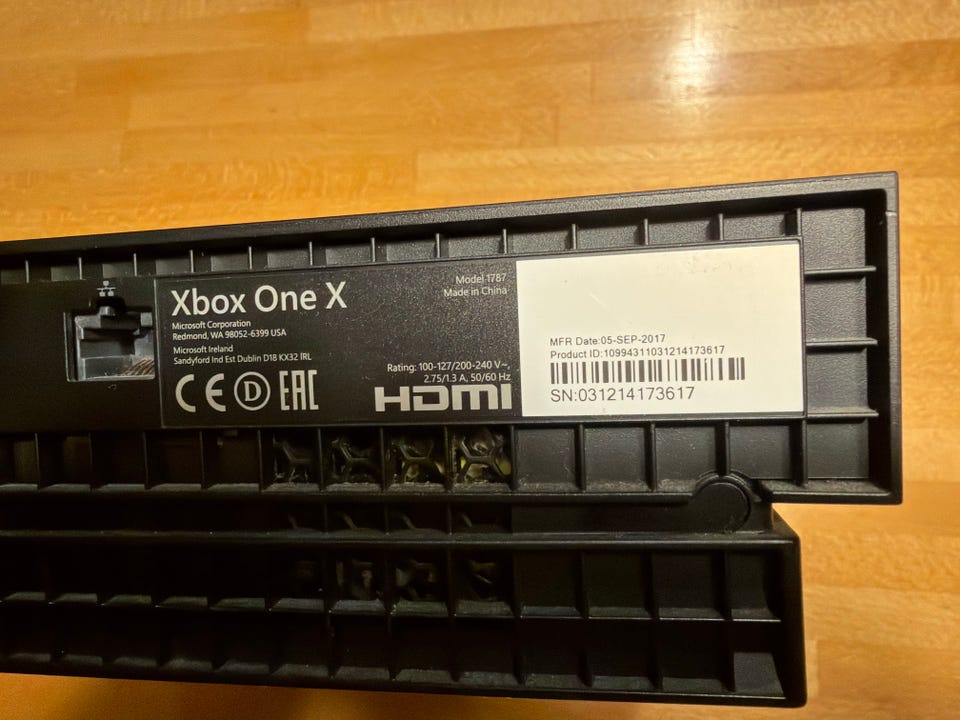 Xbox One X
Microsoft Corporation
Redmond, WA 98052-6399 USA
Microsoft Ireland
Sandyford Ind Est Dublin D18 KX32 IRL
CE D EAC
Model 1787
Made in China
Rating: 100-127/200-240 V~,
2.75/1.3 A, 50/60 Hz
HDMI
MFR Date:05-SEP-2017
Product ID:10994311031214173617
SN:031214173617